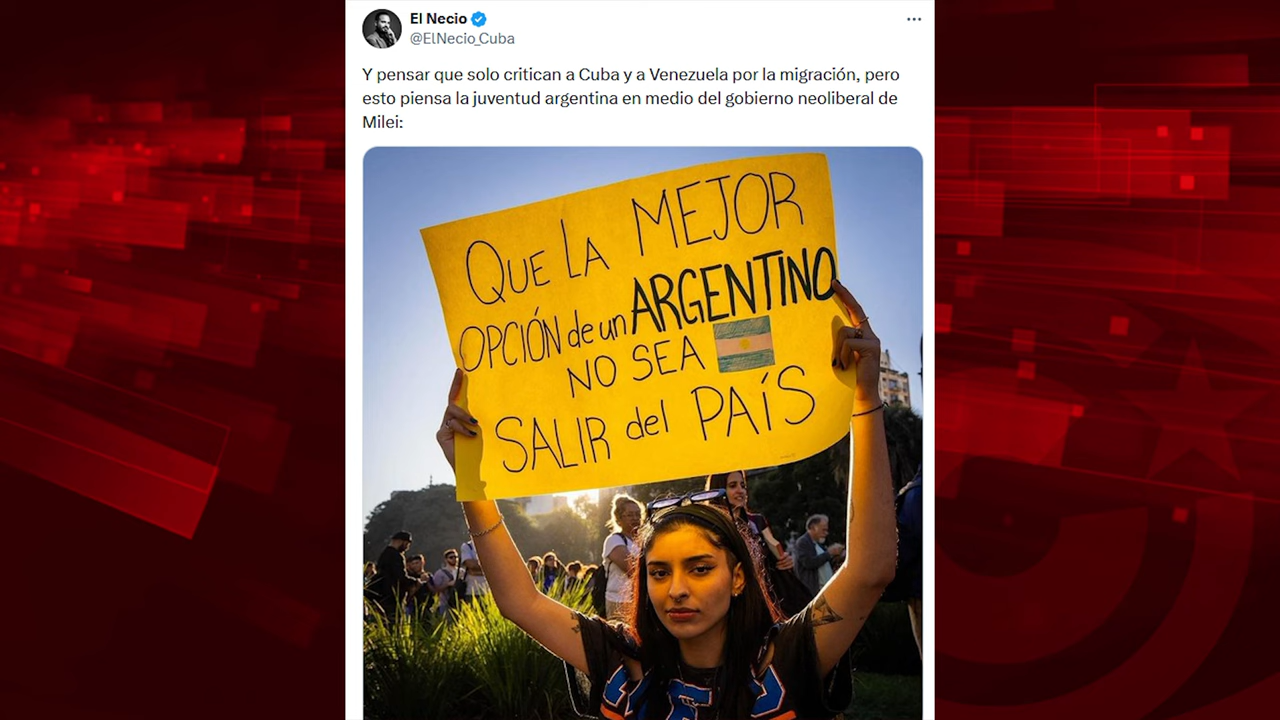 El Necio
@ElNecio_Cuba
Y pensar que solo critican a Cuba y a Venezuela por la migración, pero
esto piensa la juventud argentina en medio del gobierno neoliberal de
Milei:
QUE LA MEJOR
OPCIÓN de un ARGENTINO
NO SEA
SALIR del PAÍS